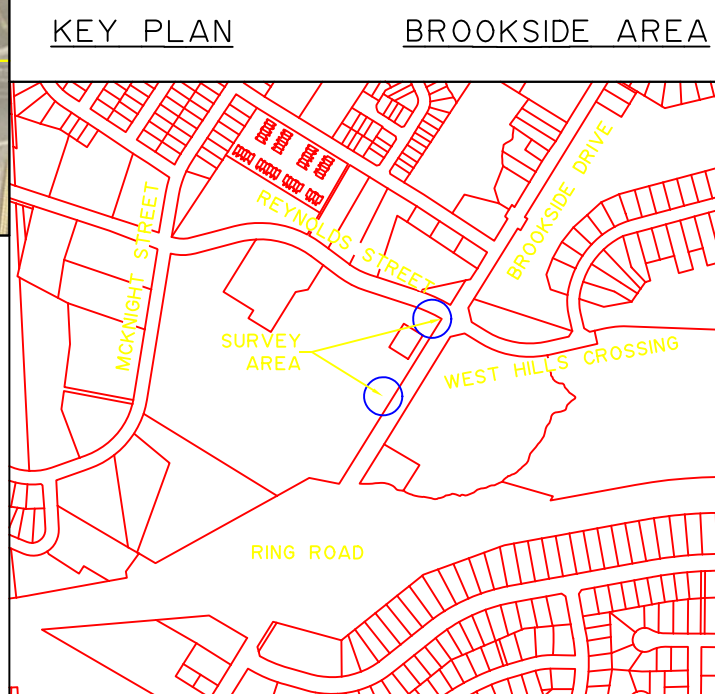 KEY PLAN
BROOKSIDE AREA
REYNOLDS STREET
BROOKSIDE DRIVE
MCKNIGHT STREET
SURVEY
AREA
WEST HILLS CROSSING
RING ROAD